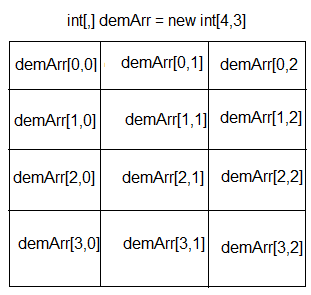 int[,] demArr = new int[4,3]
demArr[0,0] demArr[0,1] demArr[0,2
demArr[1,0] demArr[1,1] demArr[1,2]
demArr[2,0] demArr[2,1] demArr[2,2]
demArr[3,0] demArr[3,1] demArr[3,2]